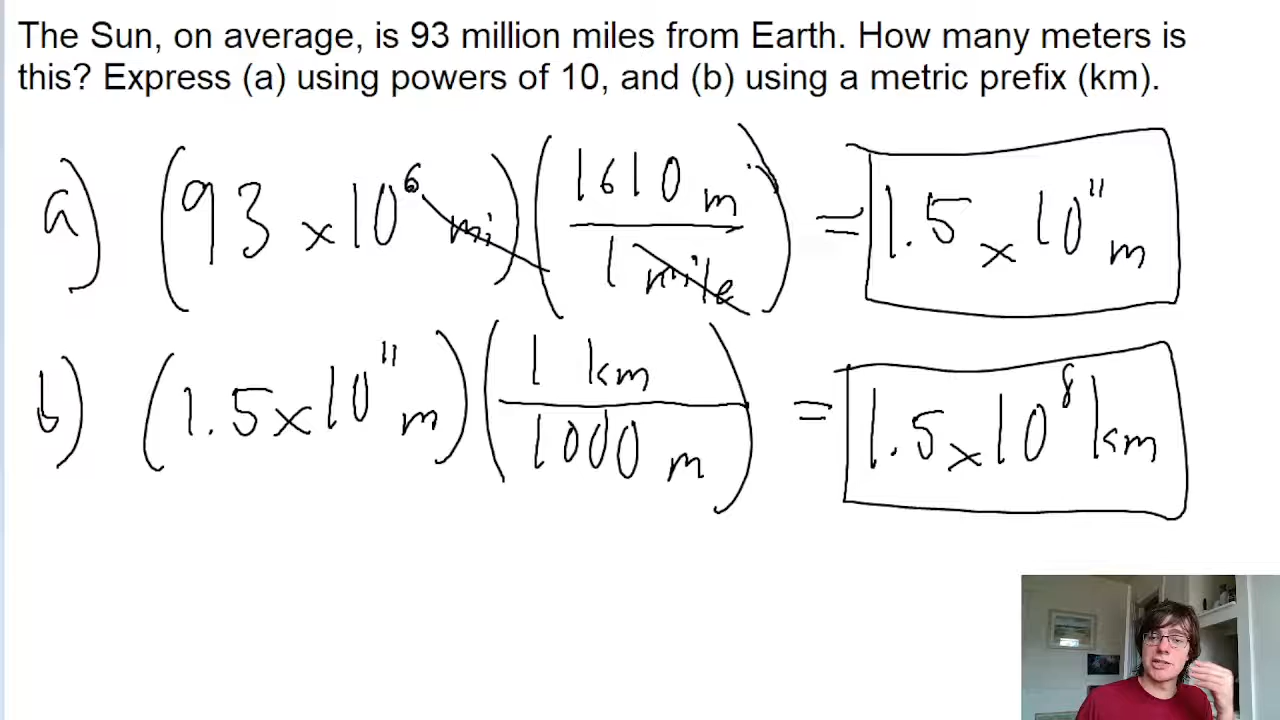 The Sun, on average, is 93 million miles from Earth. How many meters is
this? Express (a) using powers of 10, and (b) using a metric prefix (km).
a) (93 x 10⁶ mi) (1610 m / 1 mile) = 1.5 x 10¹¹ m
b) (1.5 x 10¹¹ m) (1 km / 1000 m) = 1.5 x 10⁸ km